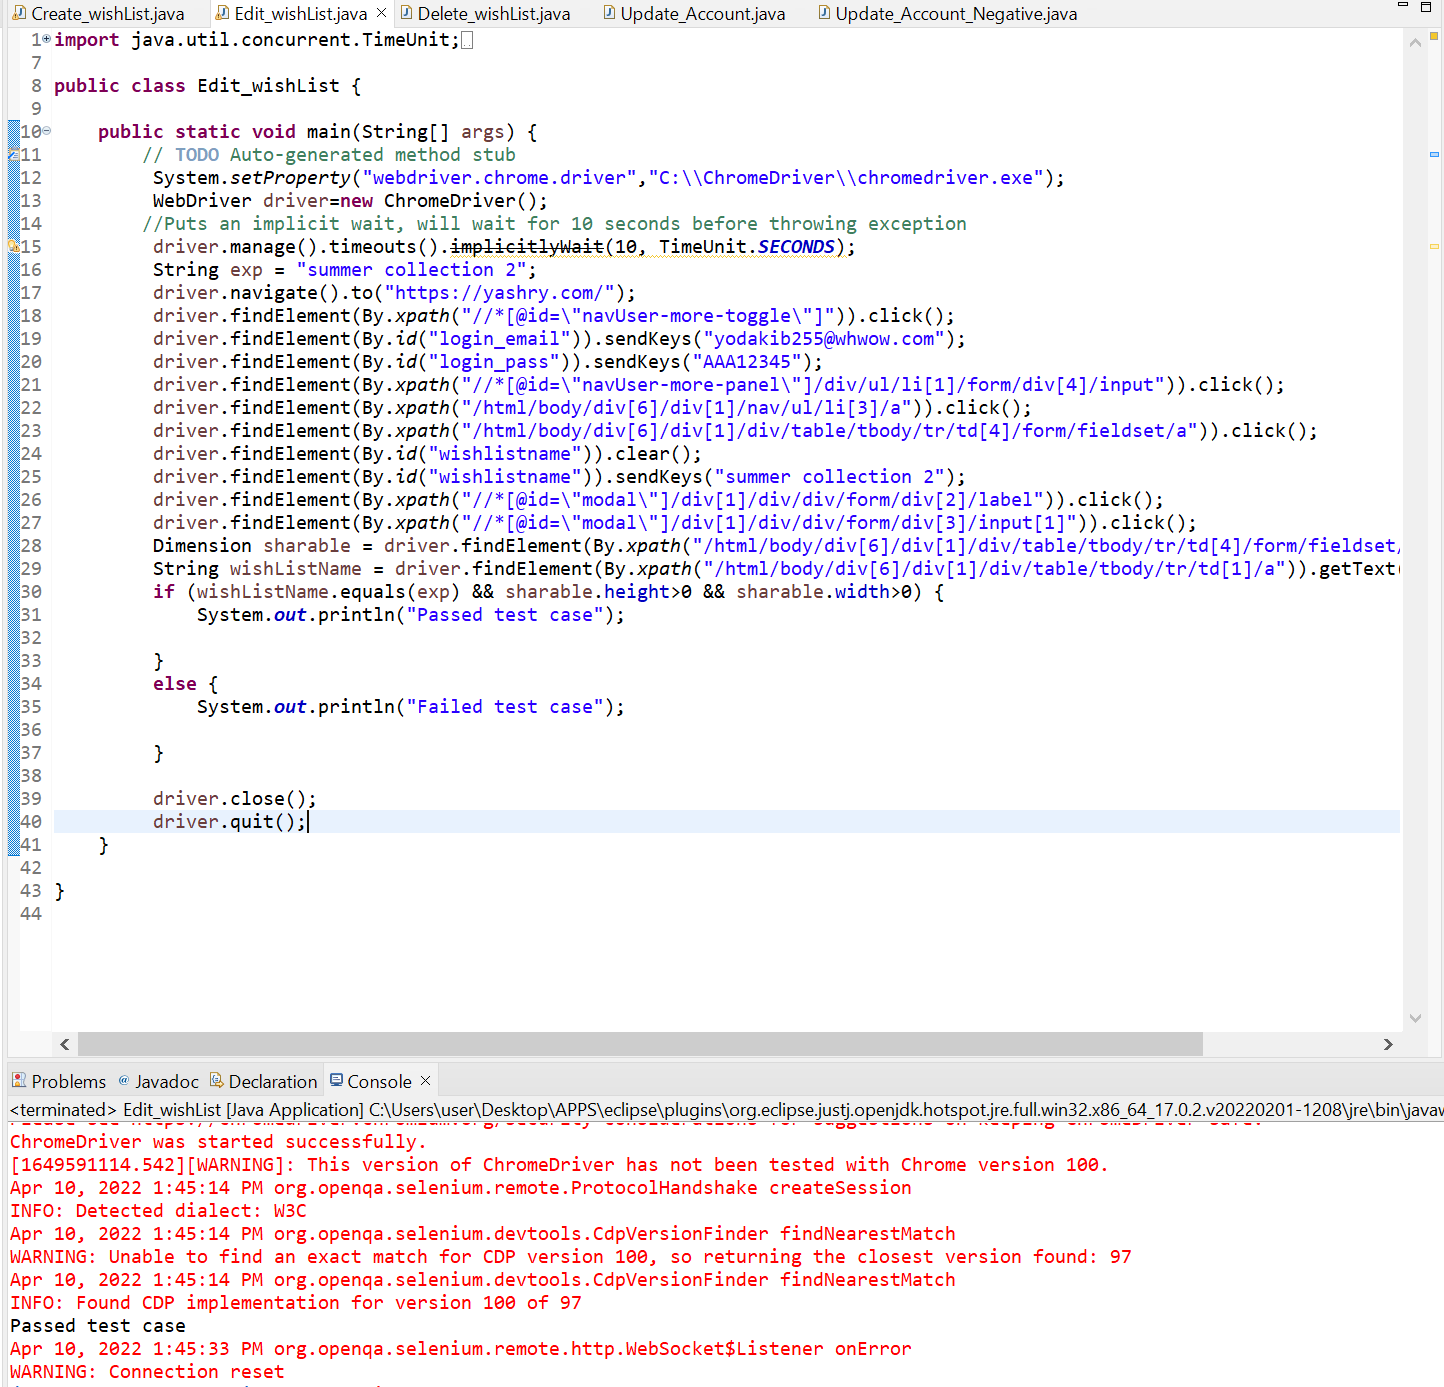 Create_wishList.java Edit_wishList.java Delete_wishList.java Update_Account.java Update_Account_Negative.java
1 import java.util.concurrent.TimeUnit;
7
8 public class Edit_wishList {
9
10 public static void main(String[] args) {
11 // TODO Auto-generated method stub
12 System.setProperty("webdriver.chrome.driver","C:\\ChromeDriver\\chromedriver.exe");
13 WebDriver driver=new ChromeDriver();
14 //Puts an implicit wait, will wait for 10 seconds before throwing exception
15 driver.manage().timeouts().implicitlyWait(10, TimeUnit.SECONDS);
16 String exp = "summer collection 2";
17 driver.navigate().to("https://yashry.com/");
18 driver.findElement(By.xpath("//*[@id=\"navUser-more-toggle\"]")).click();
19 driver.findElement(By.id("login_email")).sendKeys("yodakib255@whwow.com");
20 driver.findElement(By.id("login_pass")).sendKeys("AAA12345");
21 driver.findElement(By.xpath("//*[@id=\"navUser-more-panel\"]/div/ul/li[1]/form/div[4]/input")).click();
22 driver.findElement(By.xpath("/html/body/div[6]/div[1]/nav/ul/li[3]/a")).click();
23 driver.findElement(By.xpath("/html/body/div[6]/div[1]/div/table/tbody/tr/td[4]/form/fieldset/a")).click();
24 driver.findElement(By.id("wishlistname")).clear();
25 driver.findElement(By.id("wishlistname")).sendKeys("summer collection 2");
26 driver.findElement(By.xpath("//*[@id=\"modal\"]/div[1]/div/div/form/div[2]/label")).click();
27 driver.findElement(By.xpath("//*[@id=\"modal\"]/div[1]/div/div/form/div[3]/input[1]")).click();
28 Dimension sharable = driver.findElement(By.xpath("/html/body/div[6]/div[1]/div/table/tbody/tr/td[4]/form/fieldset/
29 String wishListName = driver.findElement(By.xpath("/html/body/div[6]/div[1]/div/table/tbody/tr/td[1]/a")).getText(
30 if (wishListName.equals(exp) && sharable.height>0 && sharable.width>0) {
31 System.out.println("Passed test case");
32
33 }
34 else {
35 System.out.println("Failed test case");
36
37 }
38
39 driver.close();
40 driver.quit();
41 }
42
43 }
44
Problems @ Javadoc Declaration Console
<terminated> Edit_wishList [Java Application] C:\Users\user\Desktop\APPS\eclipse\plugins\org.eclipse.justj.openjdk.hotspot.jre.full.win32.x86_64_17.0.2.v20220201-1208\jre\bin\javaw
ChromeDriver was started successfully.
[1649591114.542][WARNING]: This version of ChromeDriver has not been tested with Chrome version 100.
Apr 10, 2022 1:45:14 PM org.openqa.selenium.remote.ProtocolHandshake createSession
INFO: Detected dialect: W3C
Apr 10, 2022 1:45:14 PM org.openqa.selenium.devtools.CdpVersionFinder findNearestMatch
WARNING: Unable to find an exact match for CDP version 100, so returning the closest version found: 97
Apr 10, 2022 1:45:14 PM org.openqa.selenium.devtools.CdpVersionFinder findNearestMatch
INFO: Found CDP implementation for version 100 of 97
Passed test case
Apr 10, 2022 1:45:33 PM org.openqa.selenium.remote.http.WebSocket$Listener onError
WARNING: Connection reset